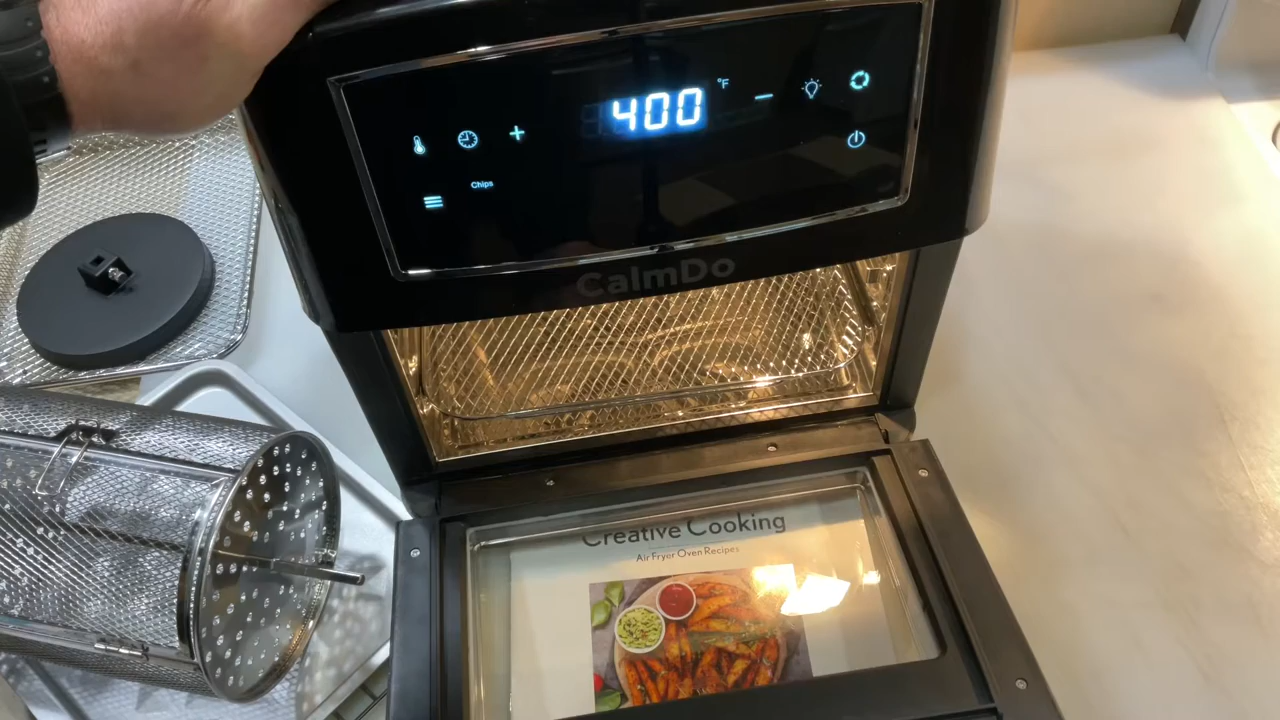 400 °F
Chips
CalmDo
Creative Cooking
Air Fryer Oven Recipes